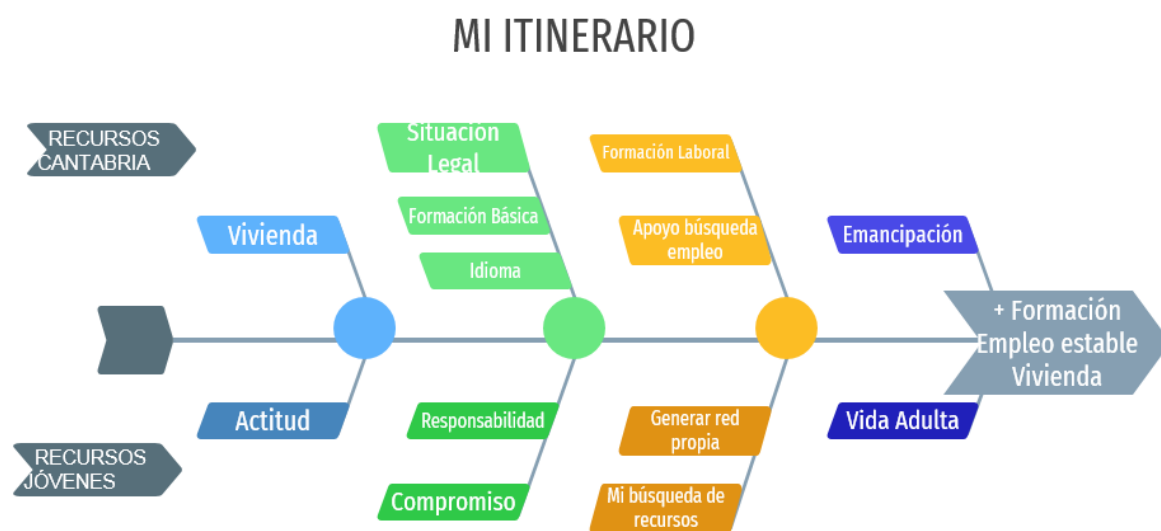 MI ITINERARIO
RECURSOS
CANTABRIA
Situación
Legal
Formación Laboral
Formación Básica
Vivienda
Apoyo búsqueda
empleo
Emancipación
Idioma
+ Formación
Empleo estable
Vivienda
Actitud
Responsabilidad
Generar red
propia
Vida Adulta
RECURSOS
JÓVENES
Compromiso
Mi búsqueda de
recursos